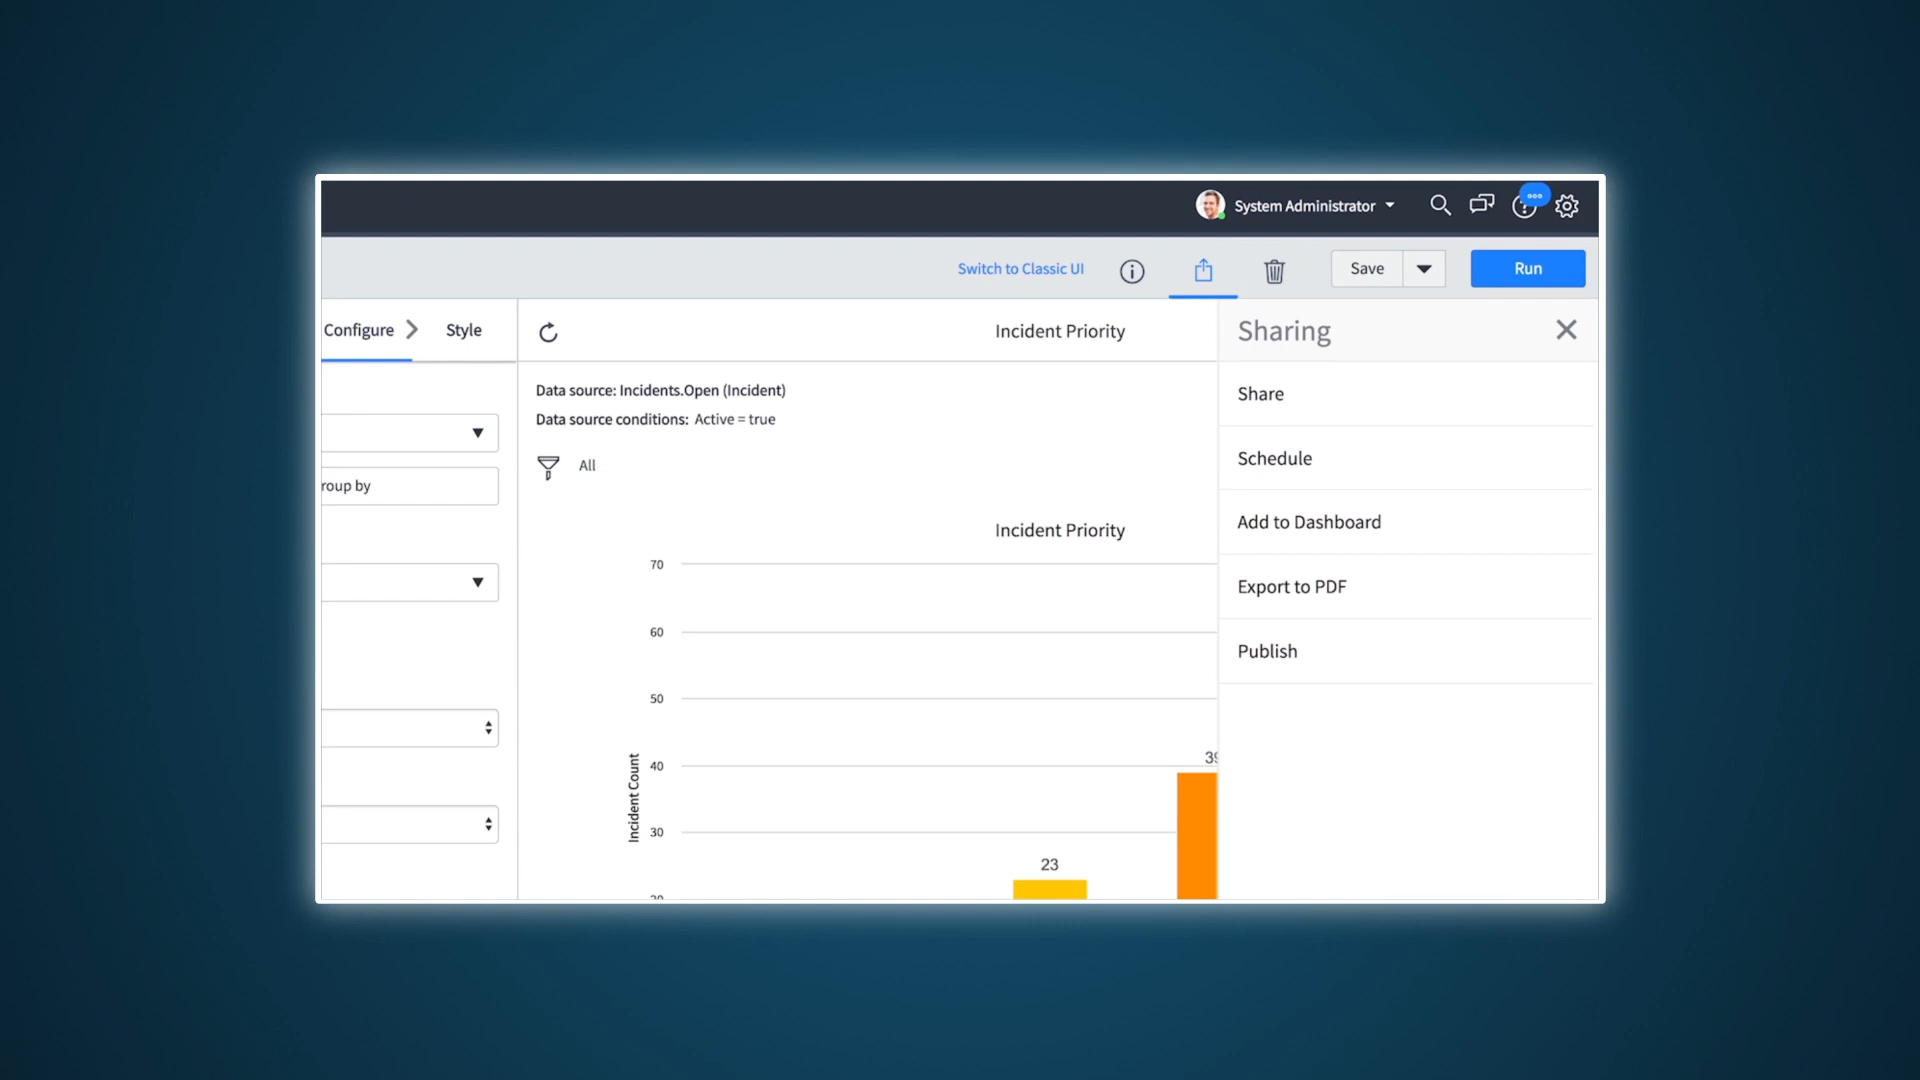 System Administrator
Switch to Classic UI
Save
Run
Configure
Style
Incident Priority
Sharing
Data source: Incidents.Open (Incident)
Data source conditions: Active = true
All
roup by
Share
Schedule
Add to Dashboard
Export to PDF
Publish
Incident Priority
70
60
50
40
30
Incident Count
39
23